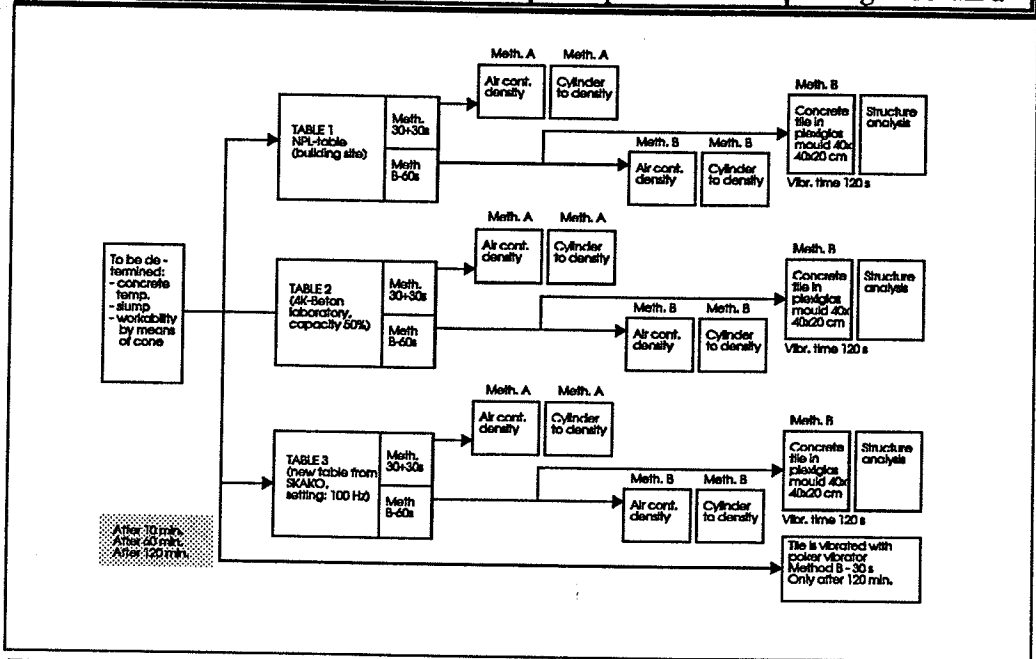 To be de-
termined:
- concrete
temp.
- slump
- workability
by means
of cone
After 10 min.
After 60 min.
After 120 min.
TABLE 1
NPL-table
(building site)
Meth.
30+30s
Meth
B-60s
Meth. A
Air cont.
density
Meth. A
Cylinder
to density
Meth. B
Air cont.
density
Meth. B
Cylinder
to density
Meth. B
Concrete
tile in
plexiglas
mould 40x
40x20 cm
Structure
analysis
Vibr. time 120 s
TABLE 2
(4K-Beton
laboratory,
capacity 50%)
Meth.
30+30s
Meth
B-60s
Meth. A
Air cont.
density
Meth. A
Cylinder
to density
Meth. B
Air cont.
density
Meth. B
Cylinder
to density
Meth. B
Concrete
tile in
plexiglas
mould 40x
40x20 cm
Structure
analysis
Vibr. time 120 s
TABLE 3
(new table from
SKAKO,
setting: 100 Hz)
Meth.
30+30s
Meth
B-60s
Meth. A
Air cont.
density
Meth. A
Cylinder
to density
Meth. B
Air cont.
density
Meth. B
Cylinder
to density
Meth. B
Concrete
tile in
plexiglas
mould 40x
40x20 cm
Structure
analysis
Vibr. time 120 s
Tile is vibrated with
poker vibrator
Method B - 30 s
Only after 120 min.